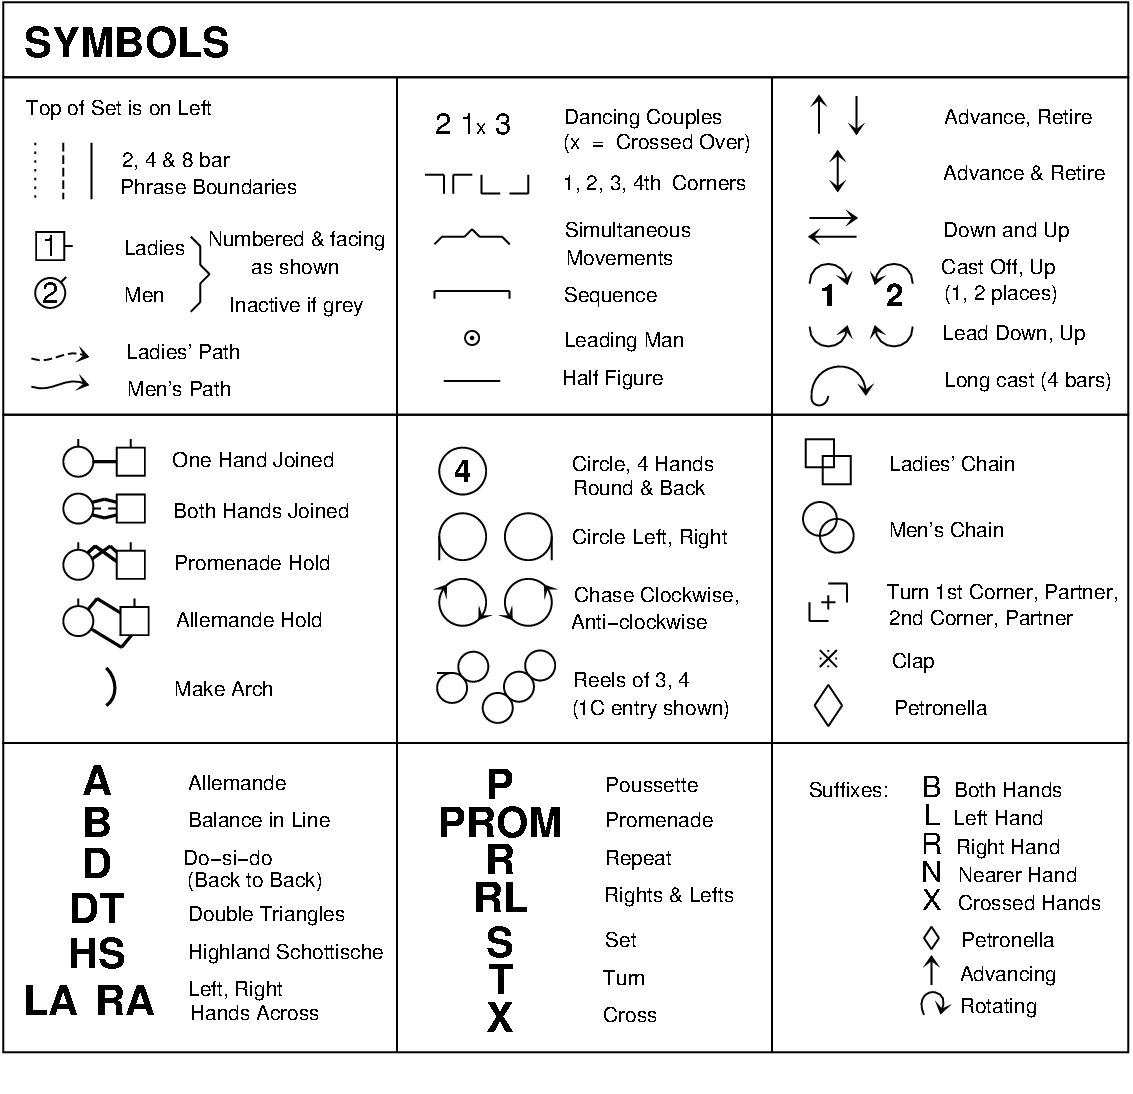 SYMBOLS
Top of Set is on Left
2, 4 & 8 bar
Phrase Boundaries
1
Ladies
2
Men
Numbered & facing
as shown
Inactive if grey
Ladies' Path
Men's Path
2 1x 3
Dancing Couples
(x = Crossed Over)
1, 2, 3, 4th Corners
Simultaneous
Movements
Sequence
Leading Man
Half Figure
Advance, Retire
Advance & Retire
Down and Up
1 2
Cast Off, Up
(1, 2 places)
Lead Down, Up
Long cast (4 bars)
One Hand Joined
Both Hands Joined
Promenade Hold
Allemande Hold
Make Arch
4
Circle, 4 Hands
Round & Back
Circle Left, Right
Chase Clockwise,
Anti-clockwise
Reels of 3, 4
(1C entry shown)
Ladies' Chain
Men's Chain
Turn 1st Corner, Partner,
2nd Corner, Partner
Clap
Petronella
A Allemande
B Balance in Line
D Do-si-do
(Back to Back)
DT Double Triangles
HS Highland Schottische
LA RA Left, Right
Hands Across
P Poussette
PROM Promenade
R Repeat
RL Rights & Lefts
S Set
T Turn
X Cross
Suffixes: B Both Hands
L Left Hand
R Right Hand
N Nearer Hand
X Crossed Hands
Petronella
Advancing
Rotating